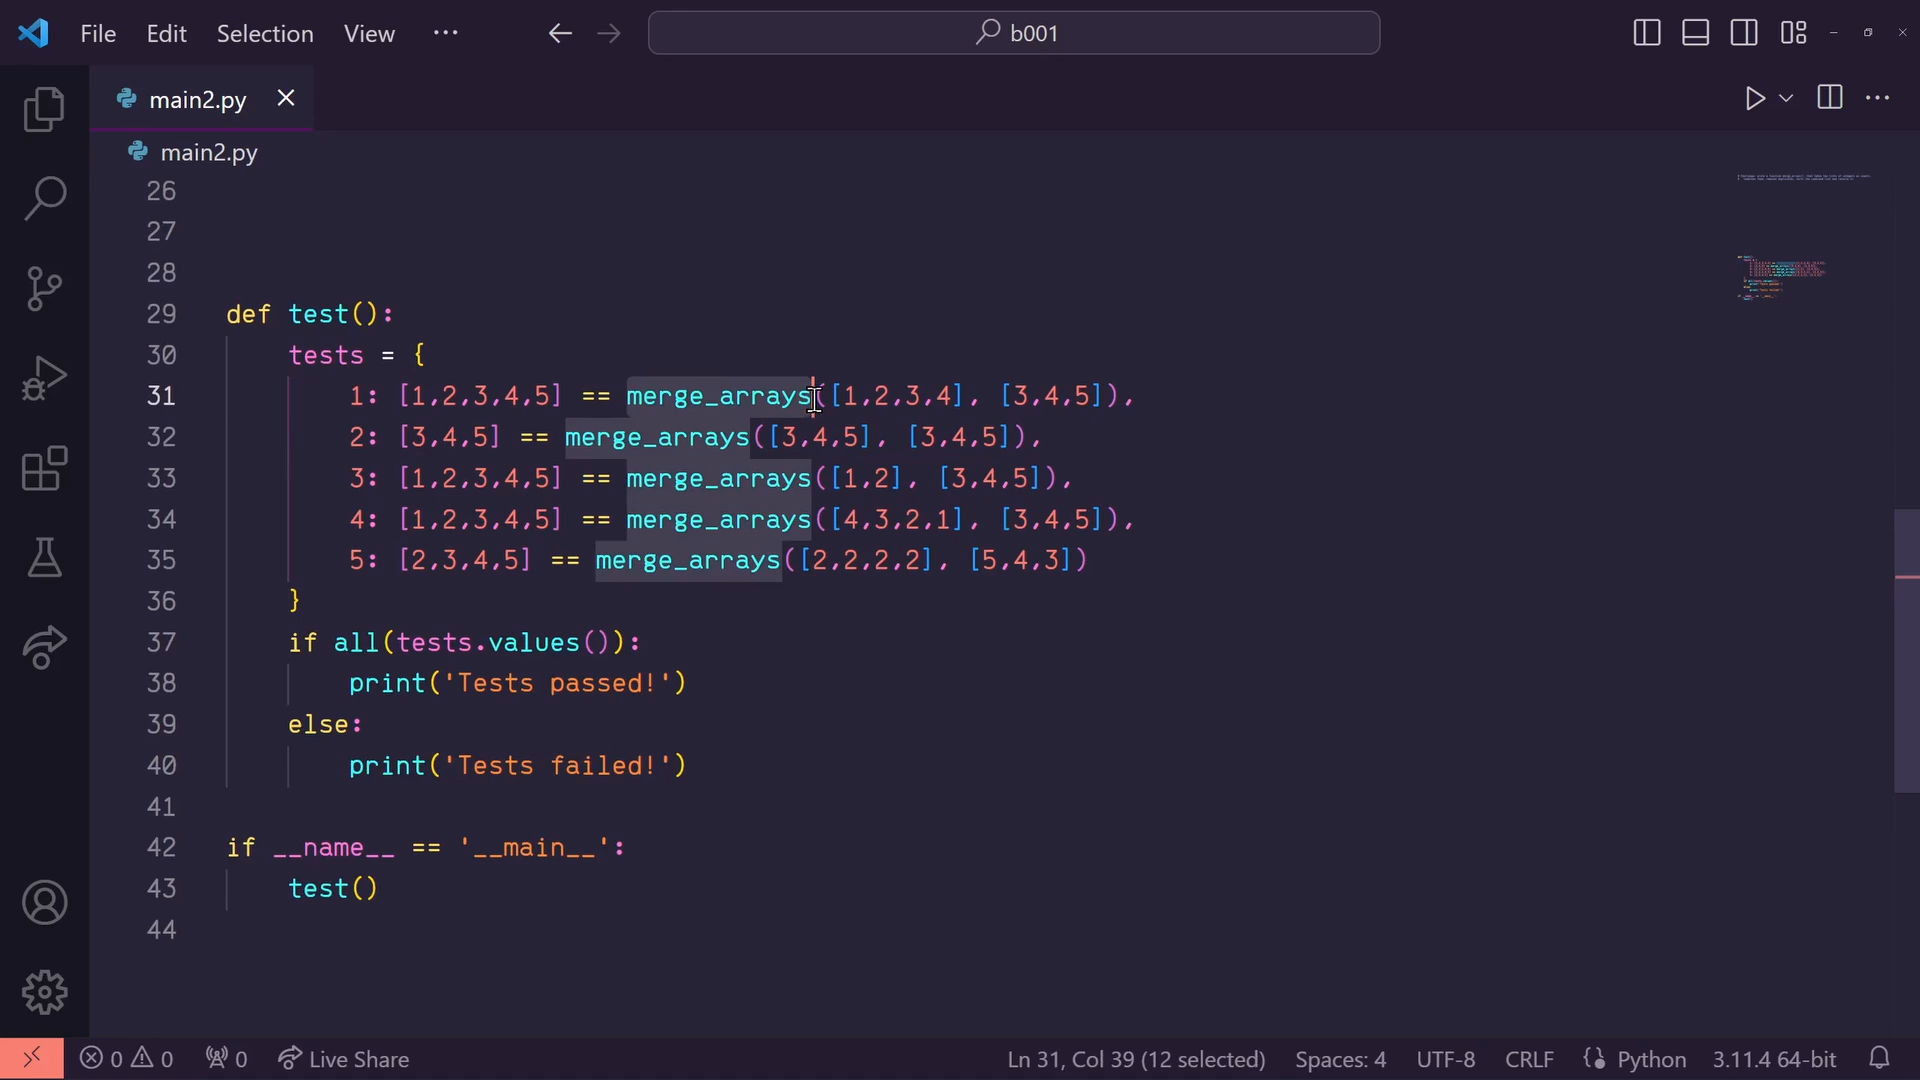 File Edit Selection View ··· b001
main2.py
main2.py
26
27
28
29 def test():
30     tests = {
31         1: [1,2,3,4,5] == merge_arrays([1,2,3,4], [3,4,5]),
32         2: [3,4,5] == merge_arrays([3,4,5], [3,4,5]),
33         3: [1,2,3,4,5] == merge_arrays([1,2], [3,4,5]),
34         4: [1,2,3,4,5] == merge_arrays([4,3,2,1], [3,4,5]),
35         5: [2,3,4,5] == merge_arrays([2,2,2,2], [5,4,3])
36     }
37     if all(tests.values()):
38         print('Tests passed!')
39     else:
40         print('Tests failed!')
41
42 if __name__ == '__main__':
43     test()
44
0 0 0 Live Share Ln 31, Col 39 (12 selected) Spaces: 4 UTF-8 CRLF Python 3.11.4 64-bit